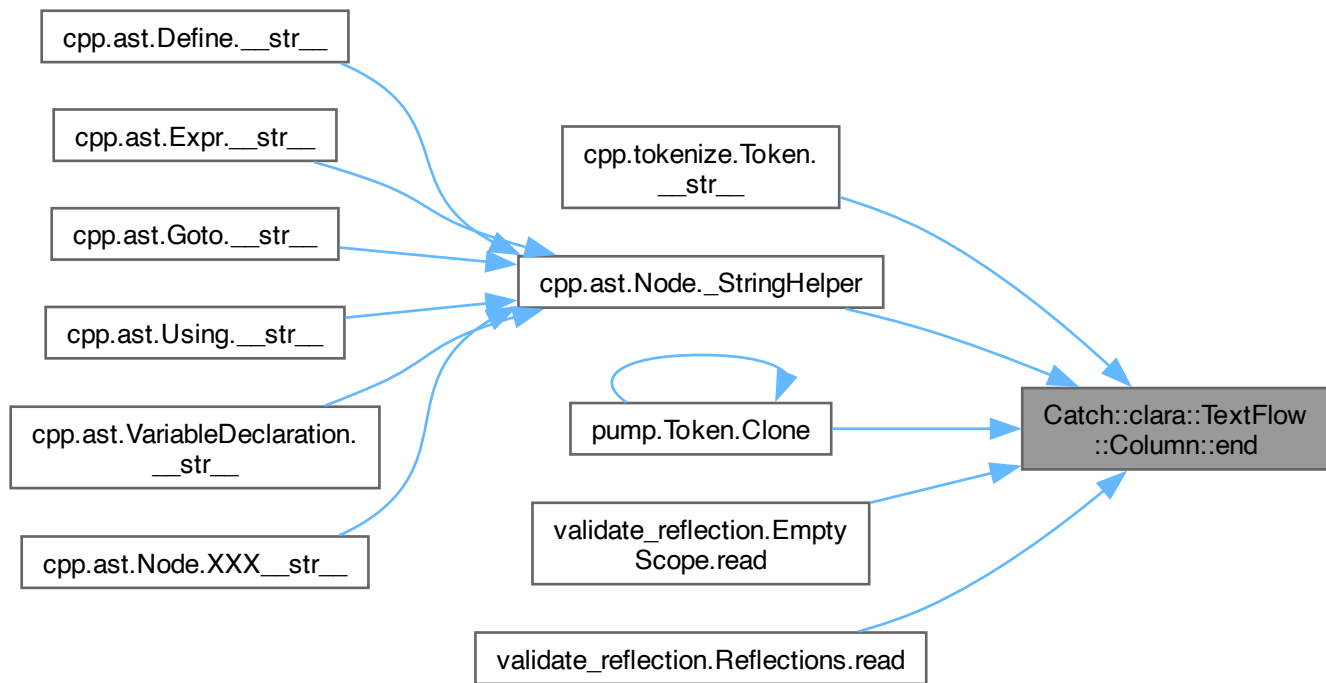 cpp.ast.Define.__str__
cpp.ast.Expr.__str__
cpp.ast.Goto.__str__
cpp.ast.Using.__str__
cpp.ast.VariableDeclaration.
__str__
cpp.ast.Node.XXX__str__
cpp.tokenize.Token.
__str__
cpp.ast.Node._StringHelper
pump.Token.Clone
validate_reflection.Empty
Scope.read
validate_reflection.Reflections.read
Catch::clara::TextFlow
::Column::end